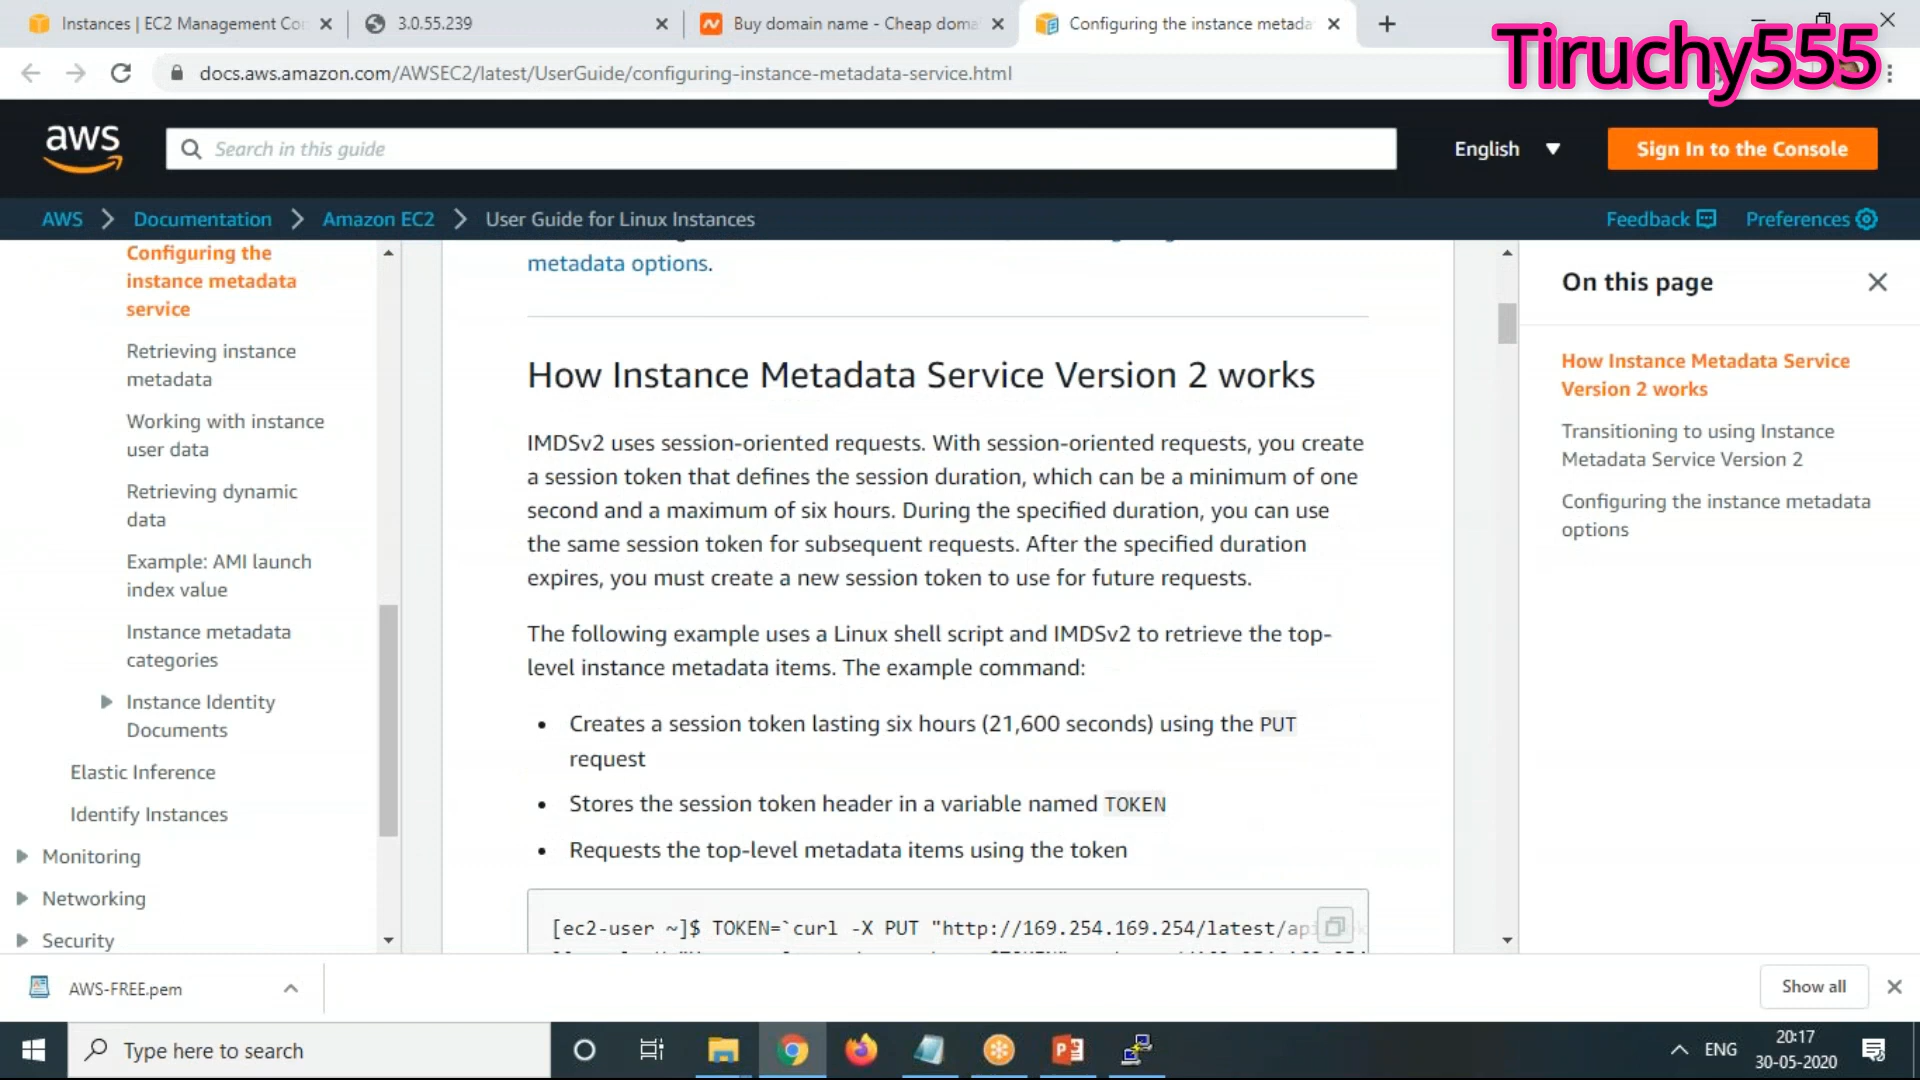 Instances | EC2 Management Con
3.0.55.239
Buy domain name - Cheap doma
Configuring the instance metada
Tiruchy555
docs.aws.amazon.com/AWSEC2/latest/UserGuide/configuring-instance-metadata-service.html
aws
Search in this guide
English
Sign In to the Console
AWS
Documentation
Amazon EC2
User Guide for Linux Instances
Feedback
Preferences
Configuring the
instance metadata
service
Retrieving instance
metadata
Working with instance
user data
Retrieving dynamic
data
Example: AMI launch
index value
Instance metadata
categories
Instance Identity
Documents
Elastic Inference
Identify Instances
Monitoring
Networking
Security
metadata options.
How Instance Metadata Service Version 2 works
IMDSv2 uses session-oriented requests. With session-oriented requests, you create
a session token that defines the session duration, which can be a minimum of one
second and a maximum of six hours. During the specified duration, you can use
the same session token for subsequent requests. After the specified duration
expires, you must create a new session token to use for future requests.
The following example uses a Linux shell script and IMDSv2 to retrieve the top-
level instance metadata items. The example command:
• Creates a session token lasting six hours (21,600 seconds) using the PUT
request
• Stores the session token header in a variable named TOKEN
• Requests the top-level metadata items using the token
[ec2-user ~]$ TOKEN=`curl -X PUT "http://169.254.169.254/latest/ap
On this page
How Instance Metadata Service
Version 2 works
Transitioning to using Instance
Metadata Service Version 2
Configuring the instance metadata
options
AWS-FREE.pem
Show all
Type here to search
ENG
20:17
30-05-2020